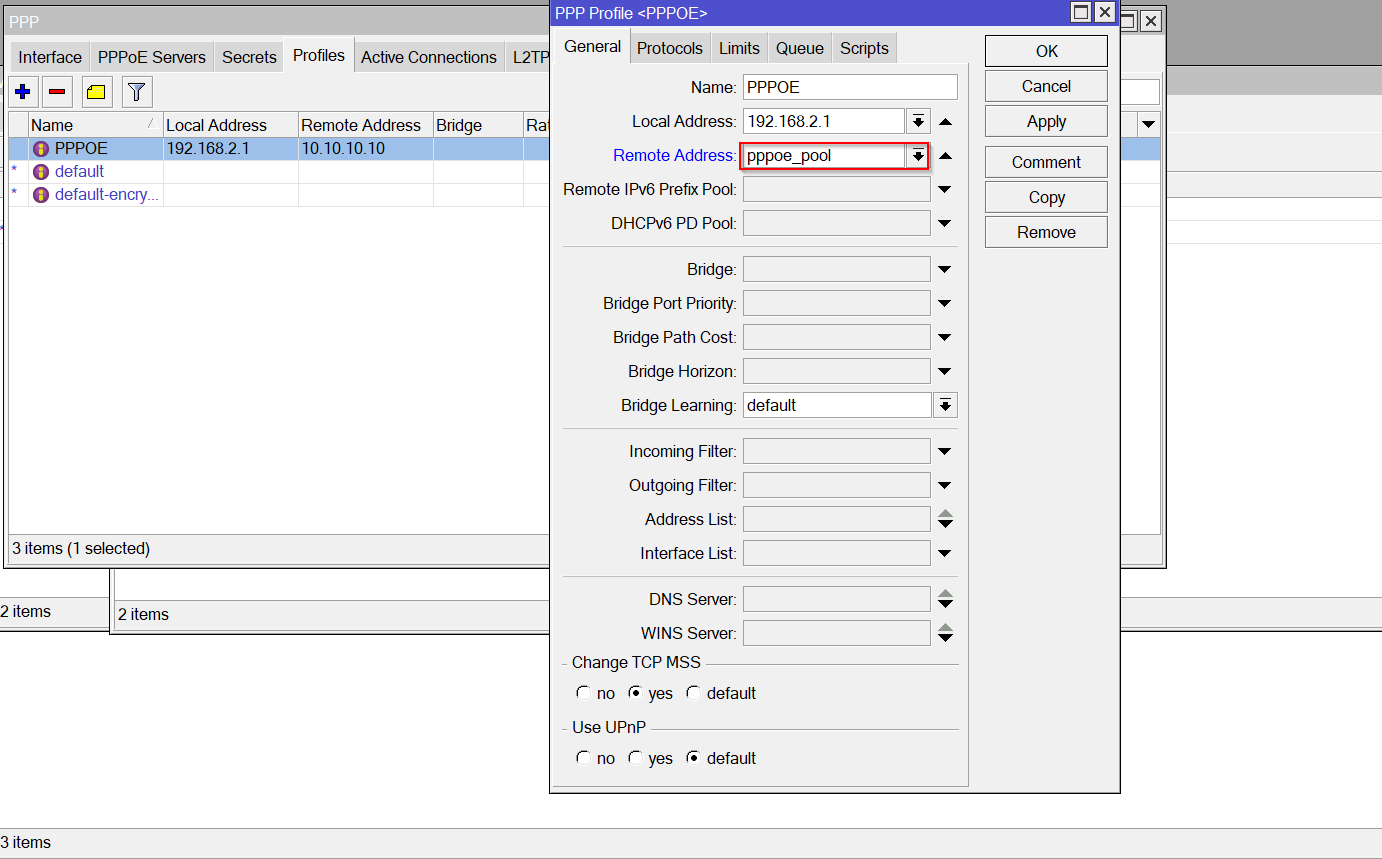 PPP
Interface PPPoE Servers Secrets Profiles Active Connections L2TP
Name Local Address Remote Address Bridge Rat
PPPOE 192.168.2.1 10.10.10.10
* default
* default-encry...
3 items (1 selected)
2 items
2 items
3 items
PPP Profile <PPPOE>
General Protocols Limits Queue Scripts
Name: PPPOE
Local Address: 192.168.2.1
Remote Address: pppoe_pool
Remote IPv6 Prefix Pool:
DHCPv6 PD Pool:
Bridge:
Bridge Port Priority:
Bridge Path Cost:
Bridge Horizon:
Bridge Learning: default
Incoming Filter:
Outgoing Filter:
Address List:
Interface List:
DNS Server:
WINS Server:
Change TCP MSS
no yes default
Use UPnP
no yes default
OK
Cancel
Apply
Comment
Copy
Remove